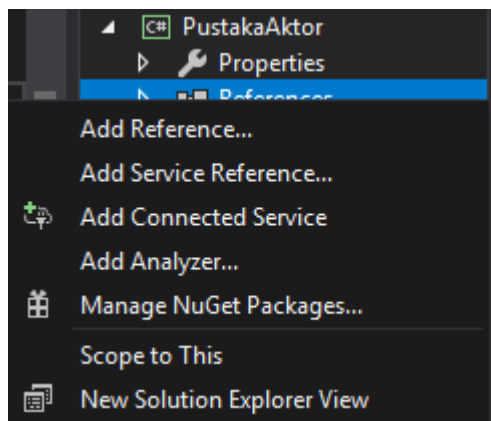 C# PustakaAktor
Properties
References
Add Reference...
Add Service Reference...
Add Connected Service
Add Analyzer...
Manage NuGet Packages...
Scope to This
New Solution Explorer View